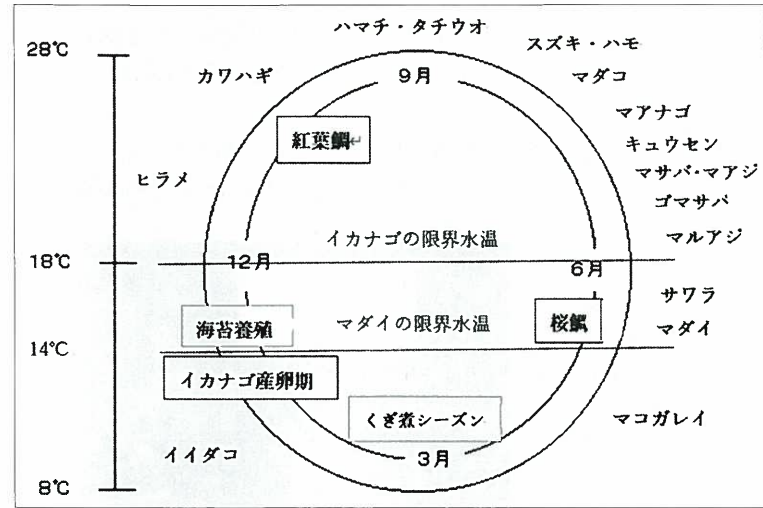 ハマチ・タチウオ
スズキ・ハモ
28℃
カワハギ
9月
マダコ
マアナゴ
紅葉鯛
キュウセン
ヒラメ
マサバ・マアジ
ゴマサバ
イカナゴの限界水温
マルアジ
18℃
12月
6月
サワラ
海苔養殖
マダイの限界水温
桜鯛
マダイ
14℃
イカナゴ産卵期
くぎ煮シーズン
マコガレイ
イイダコ
3月
8℃